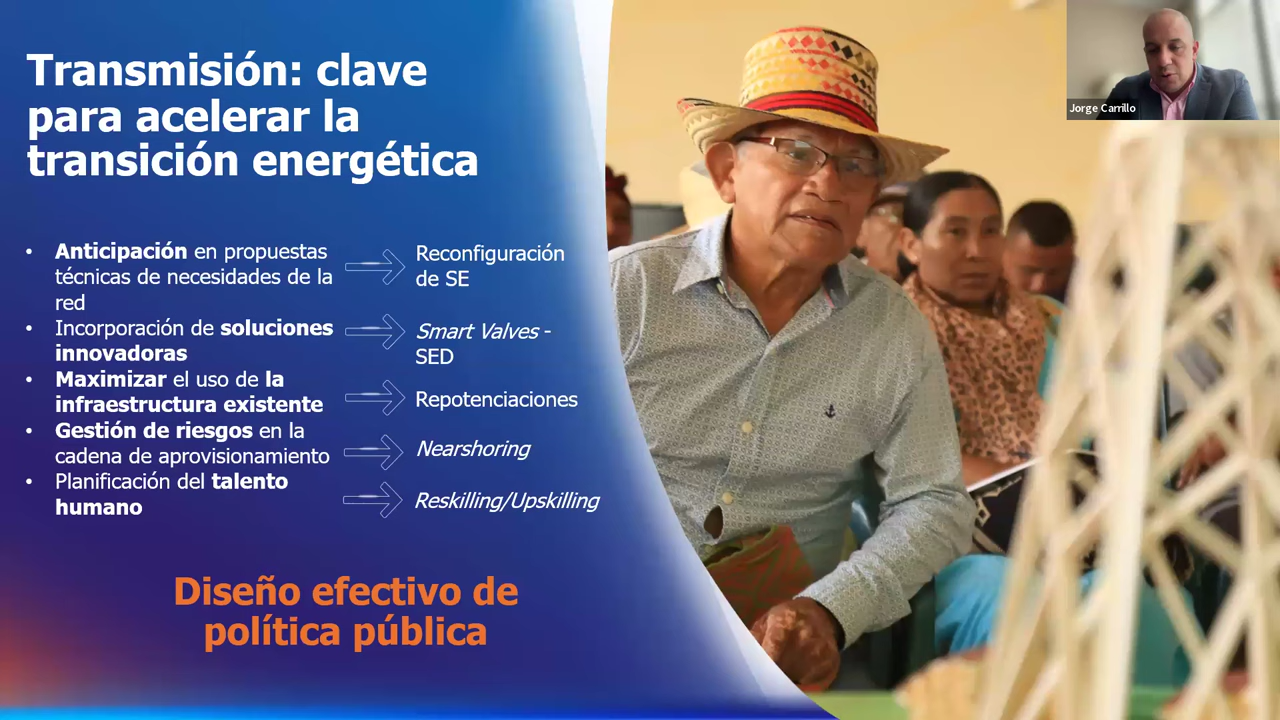 Transmisión: clave
para acelerar la
transición energética
• Anticipación en propuestas
técnicas de necesidades de la
red
Reconfiguración
de SE
• Incorporación de soluciones
innovadoras
Smart Valves -
SED
• Maximizar el uso de la
infraestructura existente
Repotenciaciones
• Gestión de riesgos en la
cadena de aprovisionamiento
Nearshoring
• Planificación del talento
humano
Reskilling/Upskilling
Diseño efectivo de
política pública
Jorge Carrillo